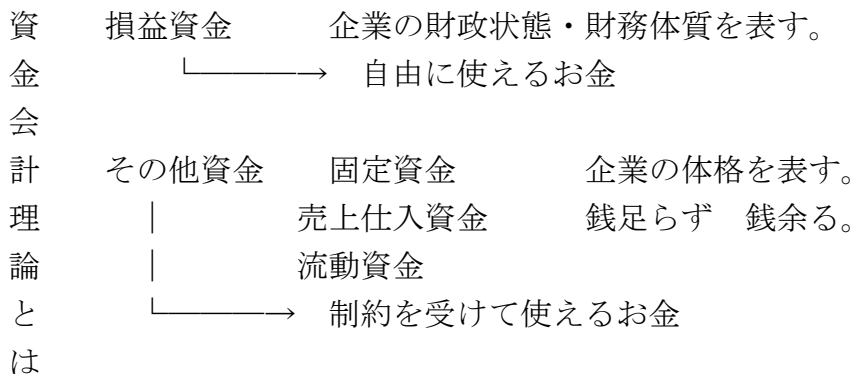 資金会計理論とは
損益資金 企業の財政状態・財務体質を表す。
自由に使えるお金
その他資金 固定資金 企業の体格を表す。
売上仕入資金 銭足らず 銭余る。
流動資金
制約を受けて使えるお金